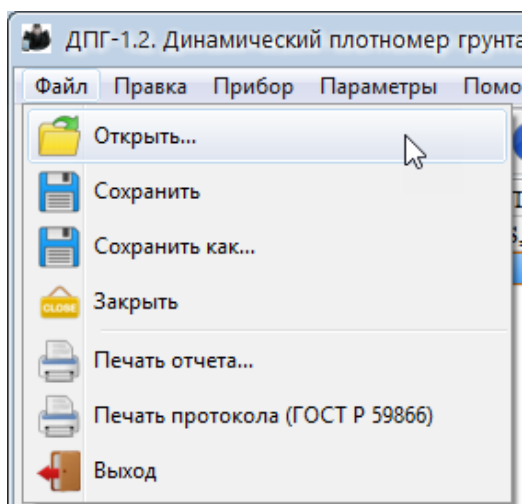 ДПГ-1.2. Динамический плотномер грунта
Файл Правка Прибор Параметры
Открыть...
Сохранить
Сохранить как...
CLOSE Закрыть
Печать отчета...
Печать протокола (ГОСТ Р 59866)
Выход